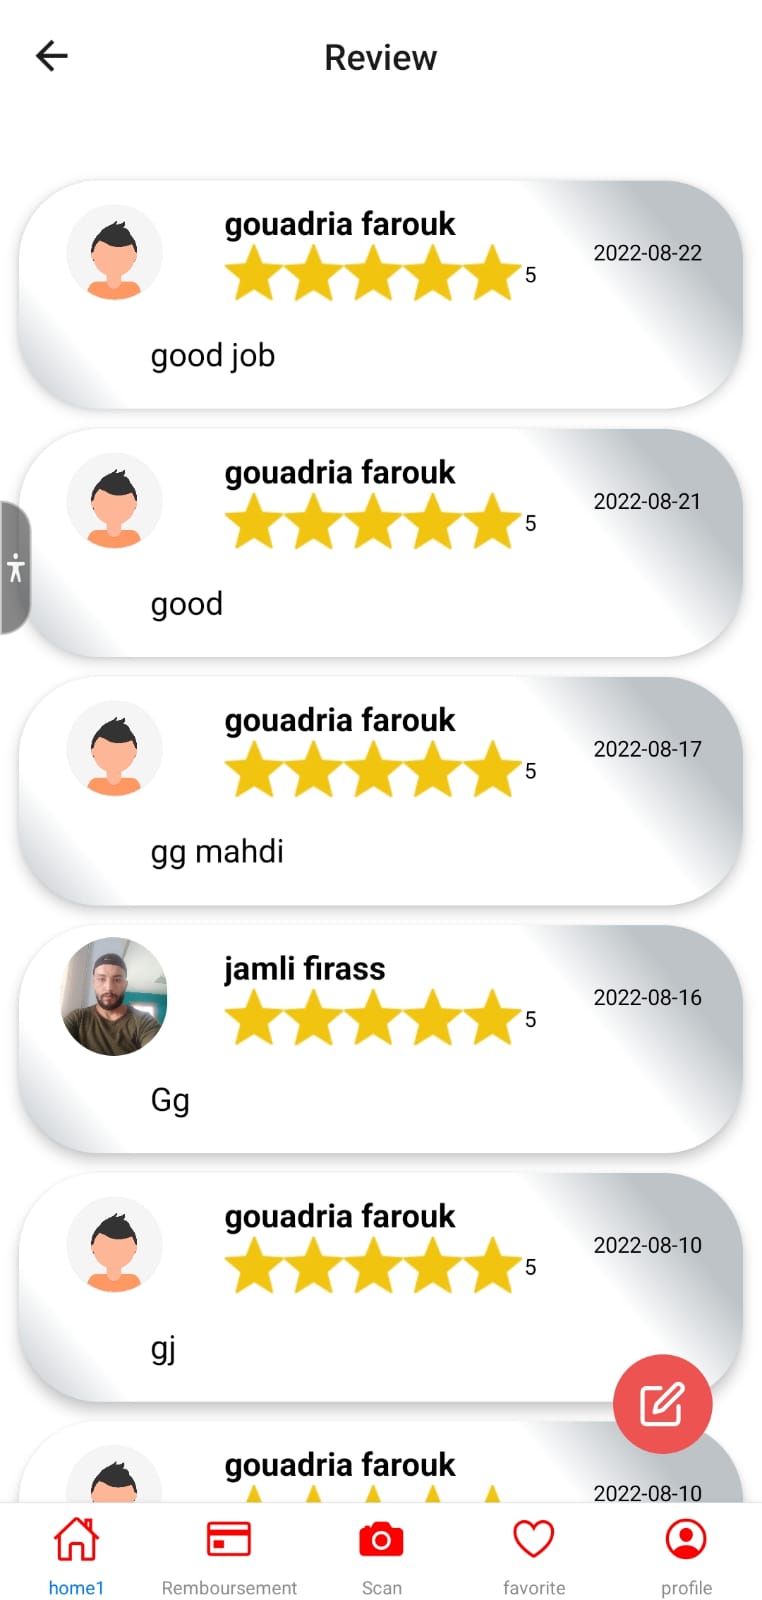 Review
gouadria farouk
5
2022-08-22
good job
gouadria farouk
5
2022-08-21
good
gouadria farouk
5
2022-08-17
gg mahdi
jamli firass
5
2022-08-16
Gg
gouadria farouk
5
2022-08-10
gj
gouadria farouk
2022-08-10
home1
Remboursement
Scan
favorite
profile